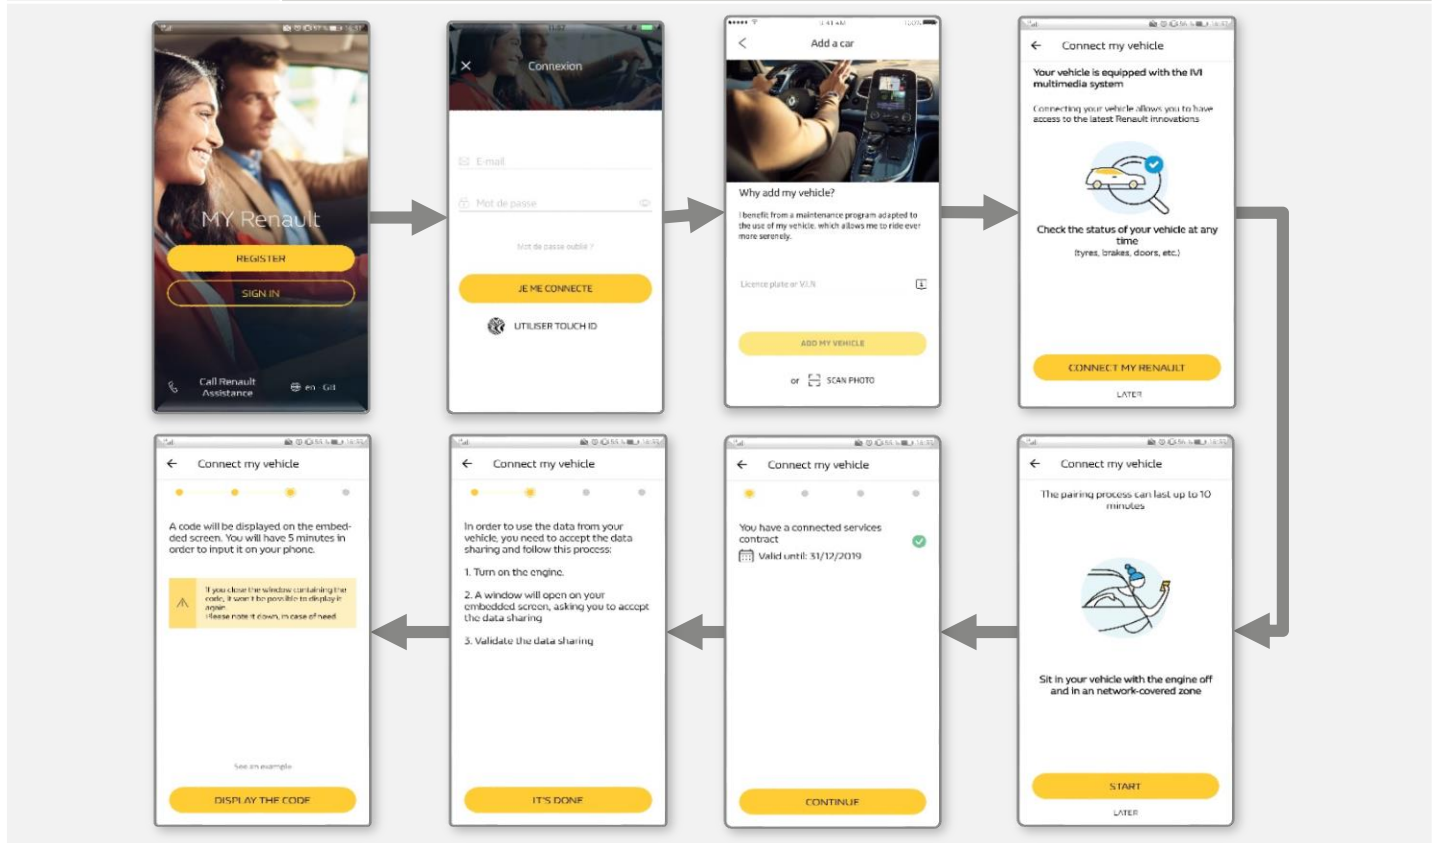 MY Renault
REGISTER
SIGN IN
Call Renault
Assistance
en - GB
11:07
Connexion
E-mail
Mot de passe
Mot de passe oublié ?
JE ME CONNECTE
UTILISER TOUCH ID
9:41 AM
100%
Add a car
Why add my vehicle?
I benefit from a maintenance program adapted to
the use of my vehicle, which allows me to ride ever
more serenely.
Licence plate or V.I.N
ADD MY VEHICLE
or SCAN PHOTO
Connect my vehicle
Your vehicle is equipped with the IVI
multimedia system
Connecting your vehicle allows you to have
access to the latest Renault innovations
Check the status of your vehicle at any
time
(tyres, brakes, doors, etc.)
CONNECT MY RENAULT
LATER
Connect my vehicle
The pairing process can last up to 10
minutes
Sit in your vehicle with the engine off
and in an network-covered zone
START
LATER
Connect my vehicle
You have a connected services
contract
Valid until: 31/12/2019
CONTINUE
Connect my vehicle
In order to use the data from your
vehicle, you need to accept the data
sharing and follow this process:
1. Turn on the engine.
2. A window will open on your
embedded screen, asking you to accept
the data sharing
3. Validate the data sharing
IT'S DONE
Connect my vehicle
A code will be displayed on the embed-
ded screen. You will have 5 minutes in
order to input it on your phone.
If you close the window containing the
code, it won't be possible to display it
again.
Please note it down, in case of need.
See an example
DISPLAY THE CODE